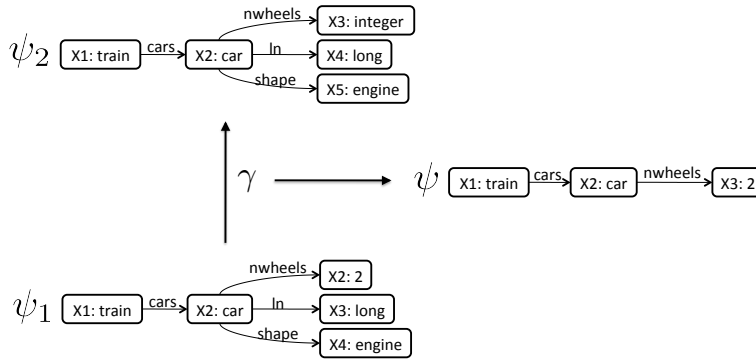 nwheels
X3: integer
ψ2 X1: train cars X2: car ln X4: long
shape
X5: engine
γ
ψ X1: train cars X2: car nwheels X3: 2
nwheels
X2: 2
ψ1 X1: train cars X2: car ln X3: long
shape
X4: engine